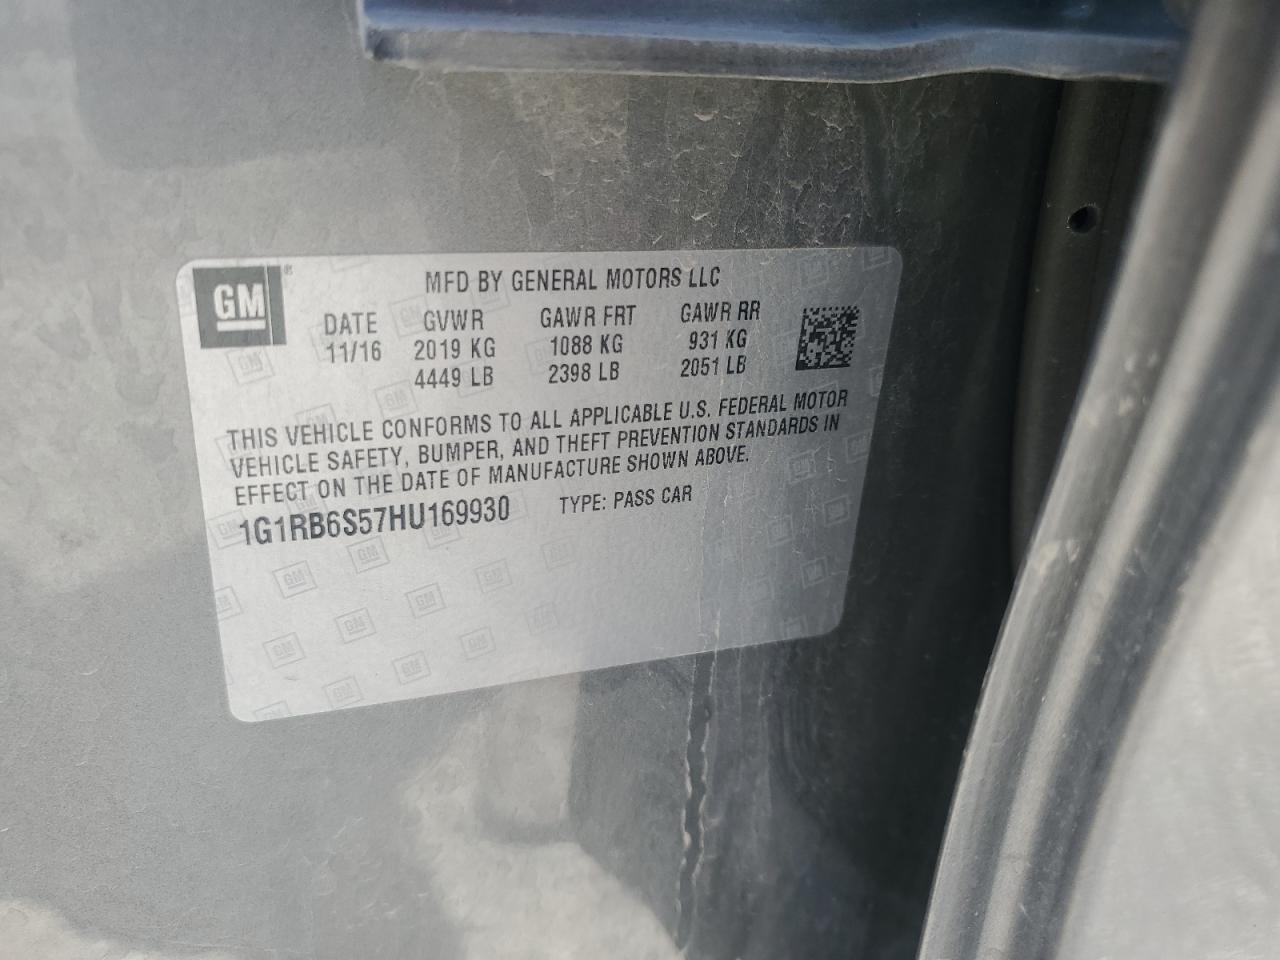 GM
MFD BY GENERAL MOTORS LLC
DATE GVWR GAWR FRT GAWR RR
11/16 2019 KG 1088 KG 931 KG
4449 LB 2398 LB 2051 LB
THIS VEHICLE CONFORMS TO ALL APPLICABLE U.S. FEDERAL MOTOR
VEHICLE SAFETY, BUMPER, AND THEFT PREVENTION STANDARDS IN
EFFECT ON THE DATE OF MANUFACTURE SHOWN ABOVE.
1G1RB6S57HU169930 TYPE: PASS CAR